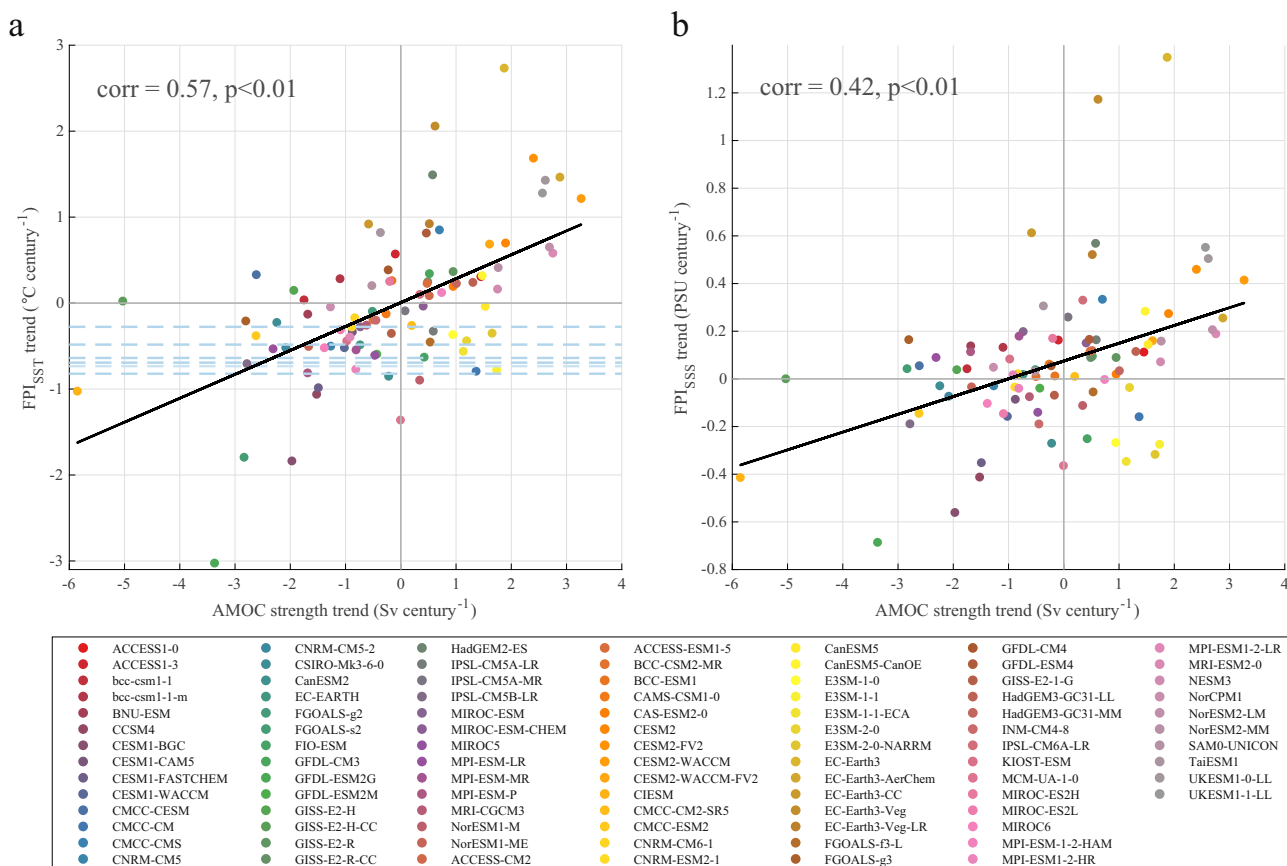 a
b
corr = 0.57, p<0.01
corr = 0.42, p<0.01
FPI_SST trend (°C century⁻¹)
3
2
1
0
-1
-2
-3
-6 -5 -4 -3 -2 -1 0 1 2 3 4
AMOC strength trend (Sv century⁻¹)
FPI_SSS trend (PSU century⁻¹)
1.2
1
0.8
0.6
0.4
0.2
0
-0.2
-0.4
-0.6
-0.8
-6 -5 -4 -3 -2 -1 0 1 2 3 4
AMOC strength trend (Sv century⁻¹)
ACCESS1-0
ACCESS1-3
bcc-csm1-1
bcc-csm1-1-m
BNU-ESM
CCSM4
CESM1-BGC
CESM1-CAM5
CESM1-FASTCHEM
CESM1-WACCM
CMCC-CESM
CMCC-CM
CMCC-CMS
CNRM-CM5
CNRM-CM5-2
CSIRO-Mk3-6-0
CanESM2
EC-EARTH
FGOALS-g2
FGOALS-s2
FIO-ESM
GFDL-CM3
GFDL-ESM2G
GFDL-ESM2M
GISS-E2-H
GISS-E2-H-CC
GISS-E2-R
GISS-E2-R-CC
HadGEM2-ES
IPSL-CM5A-LR
IPSL-CM5A-MR
IPSL-CM5B-LR
MIROC-ESM
MIROC-ESM-CHEM
MIROC5
MPI-ESM-LR
MPI-ESM-MR
MPI-ESM-P
MRI-CGCM3
NorESM1-M
NorESM1-ME
ACCESS-CM2
ACCESS-ESM1-5
BCC-CSM2-MR
BCC-ESM1
CAMS-CSM1-0
CAS-ESM2-0
CESM2
CESM2-FV2
CESM2-WACCM
CESM2-WACCM-FV2
CIESM
CMCC-CM2-SR5
CMCC-ESM2
CNRM-CM6-1
CNRM-ESM2-1
CanESM5
CanESM5-CanOE
E3SM-1-0
E3SM-1-1
E3SM-1-1-ECA
E3SM-2-0
E3SM-2-0-NARRM
EC-Earth3
EC-Earth3-AerChem
EC-Earth3-CC
EC-Earth3-Veg
EC-Earth3-Veg-LR
FGOALS-f3-L
FGOALS-g3
GFDL-CM4
GFDL-ESM4
GISS-E2-1-G
HadGEM3-GC31-LL
HadGEM3-GC31-MM
INM-CM4-8
IPSL-CM6A-LR
KIOST-ESM
MCM-UA-1-0
MIROC-ES2H
MIROC-ES2L
MIROC6
MPI-ESM-1-2-HAM
MPI-ESM1-2-HR
MPI-ESM1-2-LR
MRI-ESM2-0
NESM3
NorCPM1
NorESM2-LM
NorESM2-MM
SAM0-UNICON
TaiESM1
UKESM1-0-LL
UKESM1-1-LL